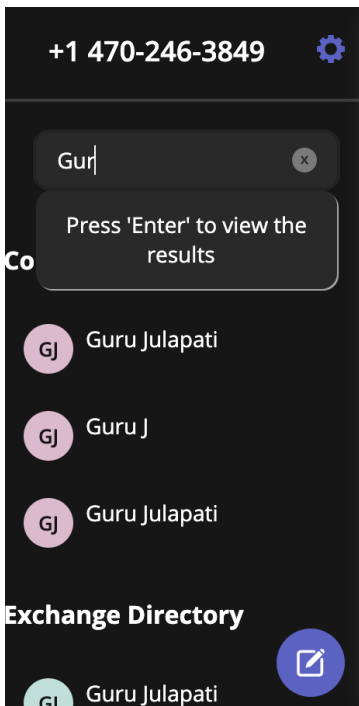 +1 470-246-3849
Gur
x
Press 'Enter' to view the
results
Co
GJ
Guru Julapati
GJ
Guru J
GJ
Guru Julapati
Exchange Directory
GJ
Guru Julapati